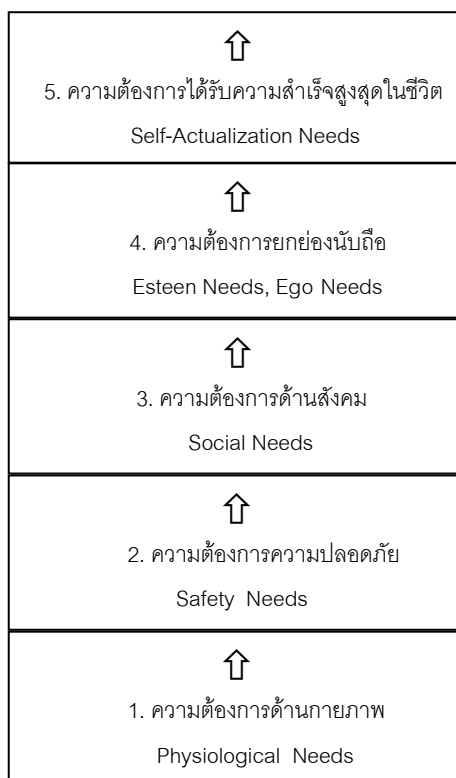 5. ความต้องการได้รับความสำเร็จสูงสุดในชีวิต
Self-Actualization Needs
4. ความต้องการยกย่องนับถือ
Esteen Needs, Ego Needs
3. ความต้องการด้านสังคม
Social Needs
2. ความต้องการความปลอดภัย
Safety Needs
1. ความต้องการด้านกายภาพ
Physiological Needs